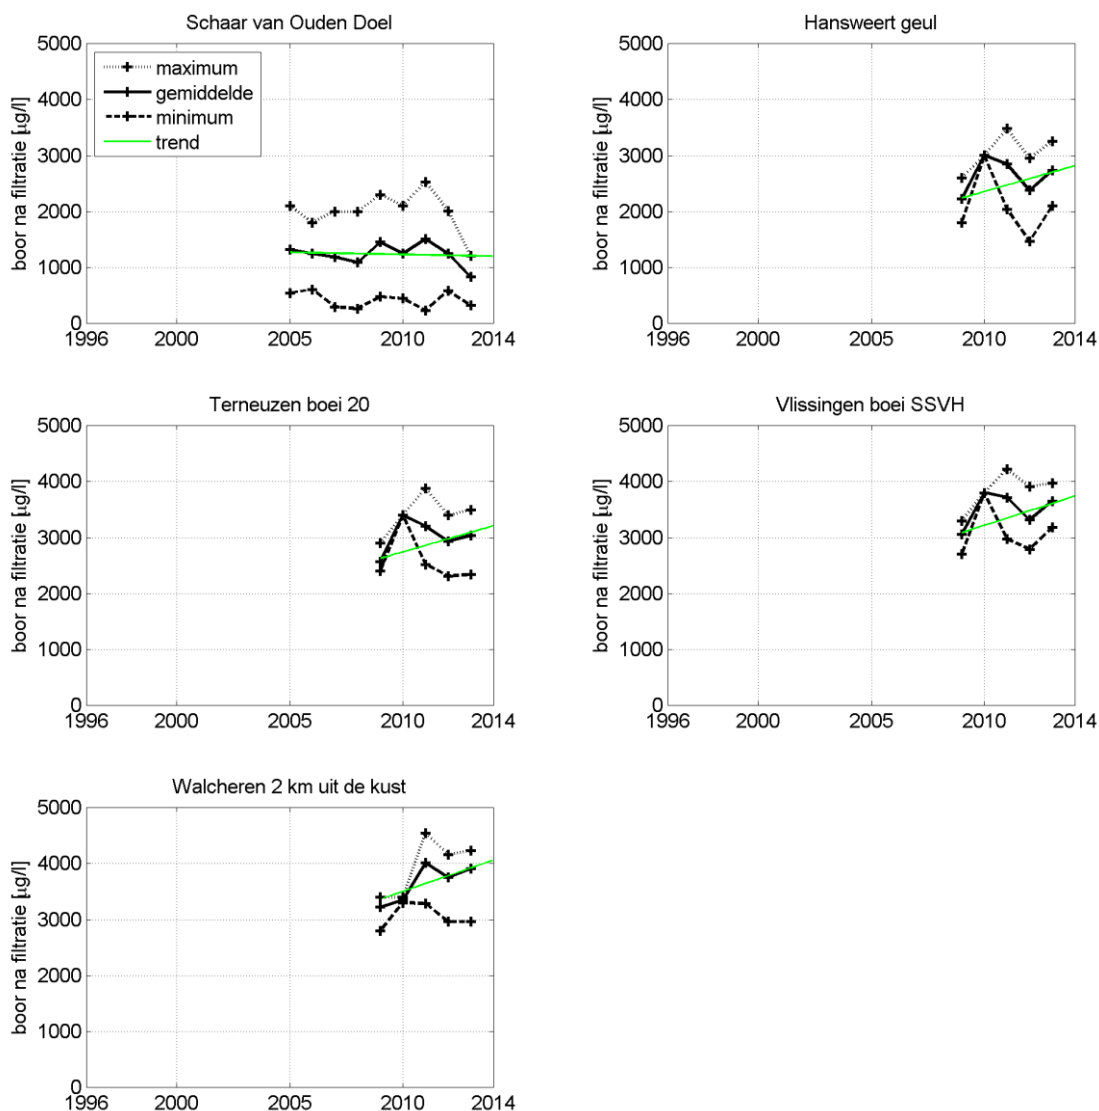 Schaar van Ouden Doel
5000
4000
3000
2000
1000
0
boor na filtratie [µg/l]
maximum
gemiddelde
minimum
trend
1996 2000 2005 2010 2014
Hansweert geul
5000
4000
3000
2000
1000
0
boor na filtratie [µg/l]
1996 2000 2005 2010 2014
Terneuzen boei 20
5000
4000
3000
2000
1000
0
boor na filtratie [µg/l]
1996 2000 2005 2010 2014
Vlissingen boei SSVH
5000
4000
3000
2000
1000
0
boor na filtratie [µg/l]
1996 2000 2005 2010 2014
Walcheren 2 km uit de kust
5000
4000
3000
2000
1000
0
boor na filtratie [µg/l]
1996 2000 2005 2010 2014